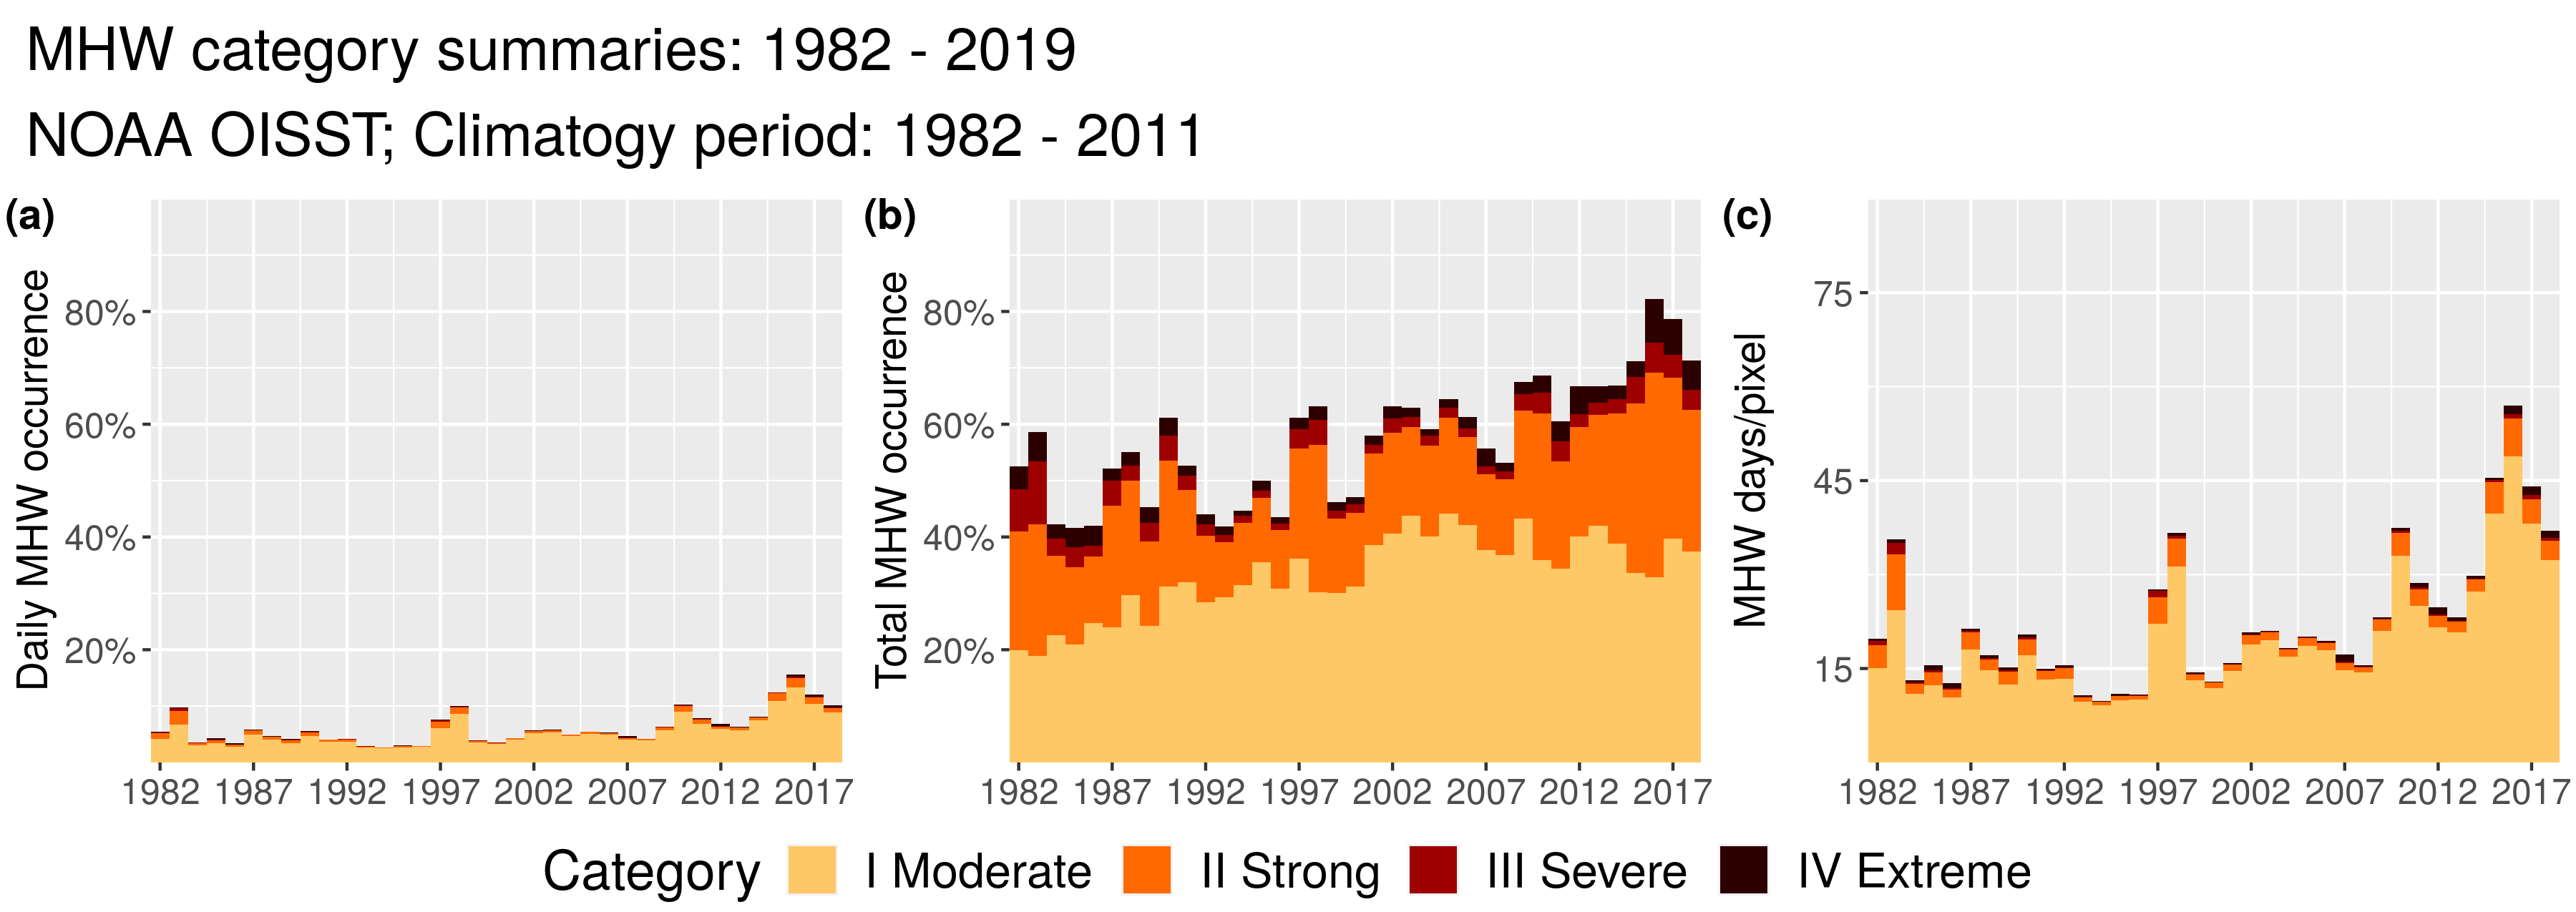 MHW category summaries: 1982 - 2019
NOAA OISST; Climatogy period: 1982 - 2011
(a)
Daily MHW occurrence
80%
60%
40%
20%
1982 1987 1992 1997 2002 2007 2012 2017
(b)
Total MHW occurrence
80%
60%
40%
20%
1982 1987 1992 1997 2002 2007 2012 2017
(c)
MHW days/pixel
75
45
15
1982 1987 1992 1997 2002 2007 2012 2017
Category I Moderate II Strong III Severe IV Extreme